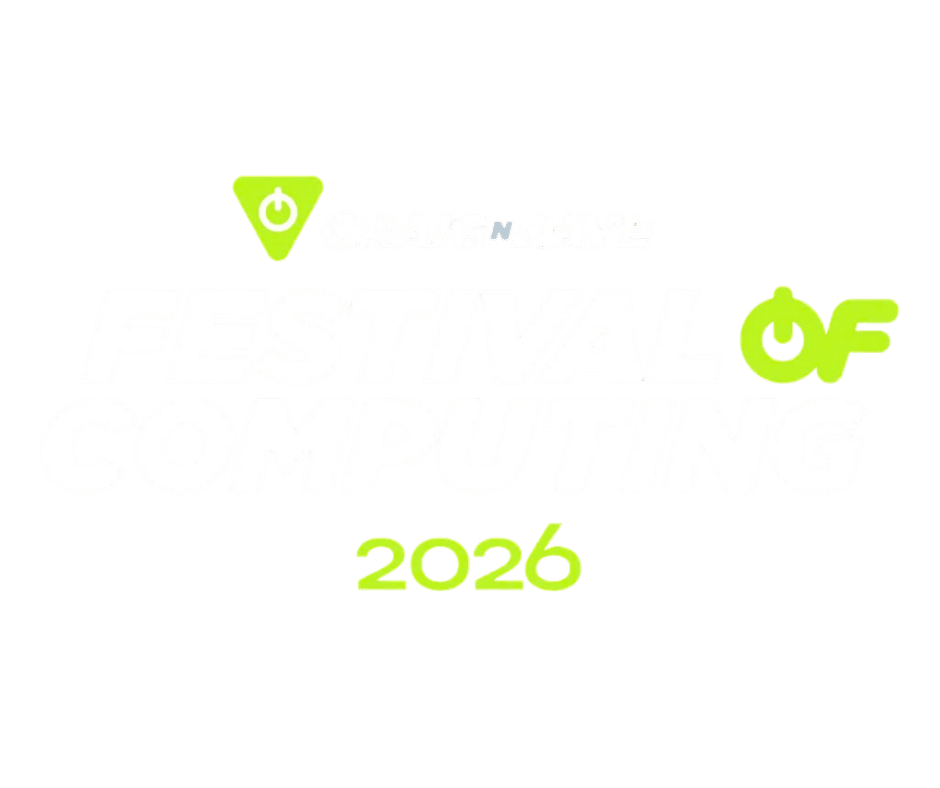 N
FESTIVAL OF
COMPUTING
2026